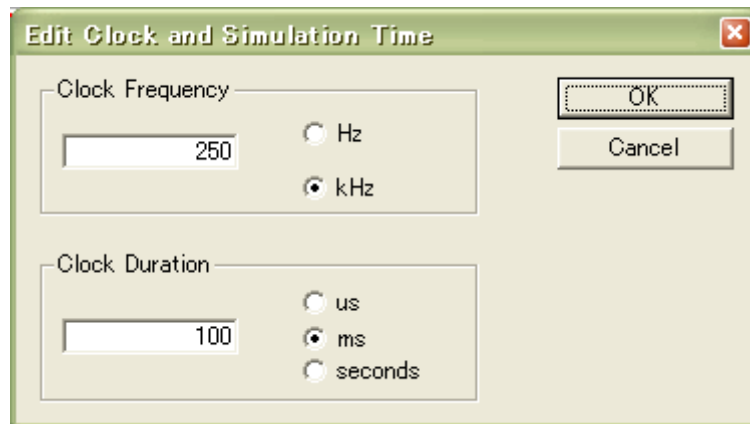 Edit Clock and Simulation Time
Clock Frequency
250
Hz
kHz
OK
Cancel
Clock Duration
100
us
ms
seconds